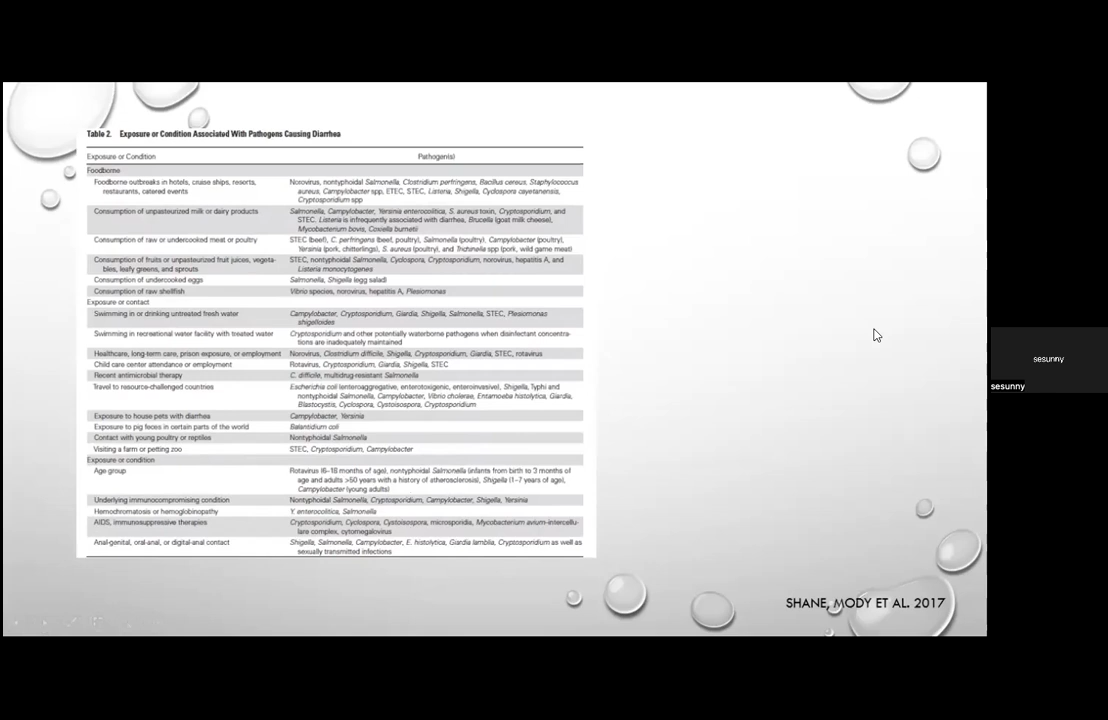 Table 2. Exposure or Condition Associated With Pathogens Causing Diarrhea
Exposure or Condition Pathogen(s)
Foodborne
Foodborne outbreaks in hotels, cruise ships, resorts, Norovirus, nontyphoidal Salmonella, Clostridium perfringens, Bacillus cereus, Staphylococcus
restaurants, catered events aureus, Campylobacter spp, ETEC, STEC, Listeria, Shigella, Cyclospora cayetanensis,
Cryptosporidium spp
Consumption of unpasteurized milk or dairy products Salmonella, Campylobacter, Yersinia enterocolitica, S. aureus toxin, Cryptosporidium, and
STEC. Listeria is infrequently associated with diarrhea, Brucella (goat milk cheese),
Mycobacterium bovis, Coxiella burnetii
Consumption of raw or undercooked meat or poultry STEC (beef), C. perfringens (beef, poultry), Salmonella (poultry), Campylobacter (poultry),
Yersinia (pork, chitterlings), S. aureus (poultry), and Trichinella spp (pork, wild game meat)
Consumption of fruits or unpasteurized fruit juices, vegeta- STEC, nontyphoidal Salmonella, Cyclospora, Cryptosporidium, norovirus, hepatitis A, and
bles, leafy greens, and sprouts Listeria monocytogenes
Consumption of undercooked eggs Salmonella, Shigella (egg salad)
Consumption of raw shellfish Vibrio species, norovirus, hepatitis A, Plesiomonas
Exposure or contact
Swimming in or drinking untreated fresh water Campylobacter, Cryptosporidium, Giardia, Shigella, Salmonella, STEC, Plesiomonas
shigelloides
Swimming in recreational water facility with treated water Cryptosporidium and other potentially waterborne pathogens when disinfectant concentra-
tions are inadequately maintained
Healthcare, long-term care, prison exposure, or employment Norovirus, Clostridium difficile, Shigella, Cryptosporidium, Giardia, STEC, rotavirus
Child care center attendance or employment Rotavirus, Cryptosporidium, Giardia, Shigella, STEC
Recent antimicrobial therapy C. difficile, multidrug-resistant Salmonella
Travel to resource-challenged countries Escherichia coli (enteroaggregative, enterotoxigenic, enteroinvasive), Shigella, Typhi and
nontyphoidal Salmonella, Campylobacter, Vibrio cholerae, Entamoeba histolytica, Giardia,
Blastocystis, Cyclospora, Cystoisospora, Cryptosporidium
Exposure to house pets with diarrhea Campylobacter, Yersinia
Exposure to pig feces in certain parts of the world Balantidium coli
Contact with young poultry or reptiles Nontyphoidal Salmonella
Visiting a farm or petting zoo STEC, Cryptosporidium, Campylobacter
Exposure or condition
Age group Rotavirus (6–18 months of age), nontyphoidal Salmonella (infants from birth to 3 months of
age and adults >50 years with a history of atherosclerosis), Shigella (1–7 years of age),
Campylobacter (young adults)
Underlying immunocompromising condition Nontyphoidal Salmonella, Cryptosporidium, Campylobacter, Shigella, Yersinia
Hemochromatosis or hemoglobinopathy Y. enterocolitica, Salmonella
AIDS, immunosuppressive therapies Cryptosporidium, Cyclospora, Cystoisospora, microsporidia, Mycobacterium avium-intercellu-
lare complex, cytomegalovirus
Anal-genital, oral-anal, or digital-anal contact Shigella, Salmonella, Campylobacter, E. histolytica, Giardia lamblia, Cryptosporidium as well as
sexually transmitted infections
SHANE, MODY ET AL. 2017
sesunny
sesunny